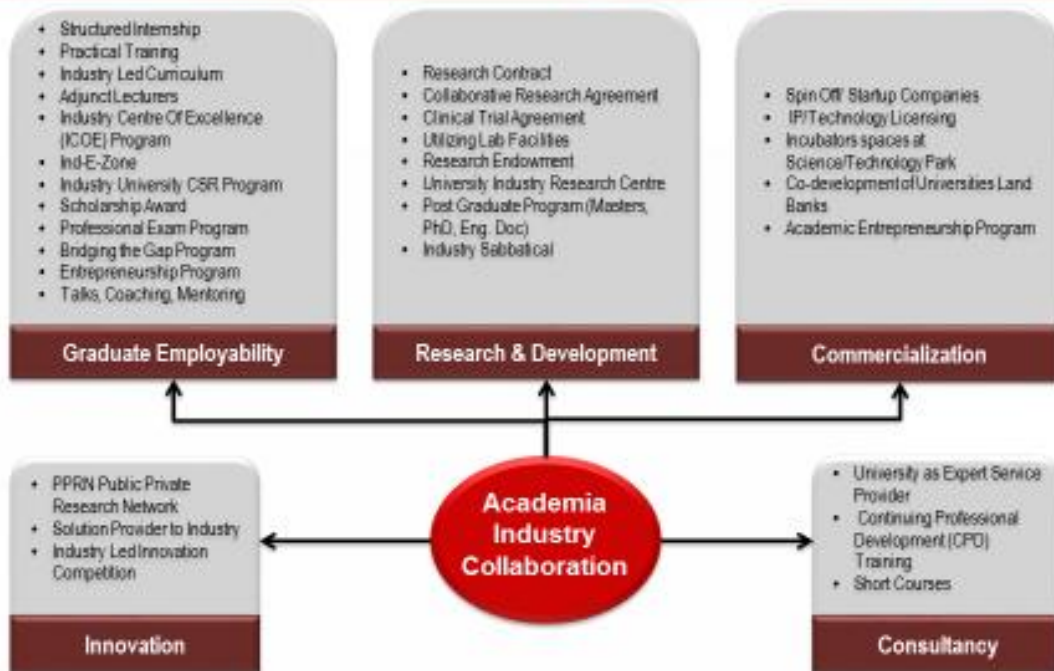 Structured Internship
Practical Training
Industry Led Curriculum
Adjunct Lecturers
Industry Centre Of Excellence
(ICOE) Program
Ind-E-Zone
Industry University CSR Program
Scholarship Award
Professional Exam Program
Bridging the Gap Program
Entrepreneurship Program
Talks, Coaching, Mentoring
Graduate Employability
Research Contract
Collaborative Research Agreement
Clinical Trial Agreement
Utilizing Lab Facilities
Research Endowment
University Industry Research Centre
Post Graduate Program (Masters,
PhD, Eng. Doc)
Industry Sabbatical
Research & Development
Spin Off/ Startup Companies
IP/Technology Licensing
Incubators spaces at
Science/Technology Park
Co-development of Universities Land
Banks
Academic Entrepreneurship Program
Commercialization
PPRN Public Private
Research Network
Solution Provider to Industry
Industry Led Innovation
Competition
Innovation
Academia
Industry
Collaboration
University as Expert Service
Provider
Continuing Professional
Development (CPD)
Training
Short Courses
Consultancy